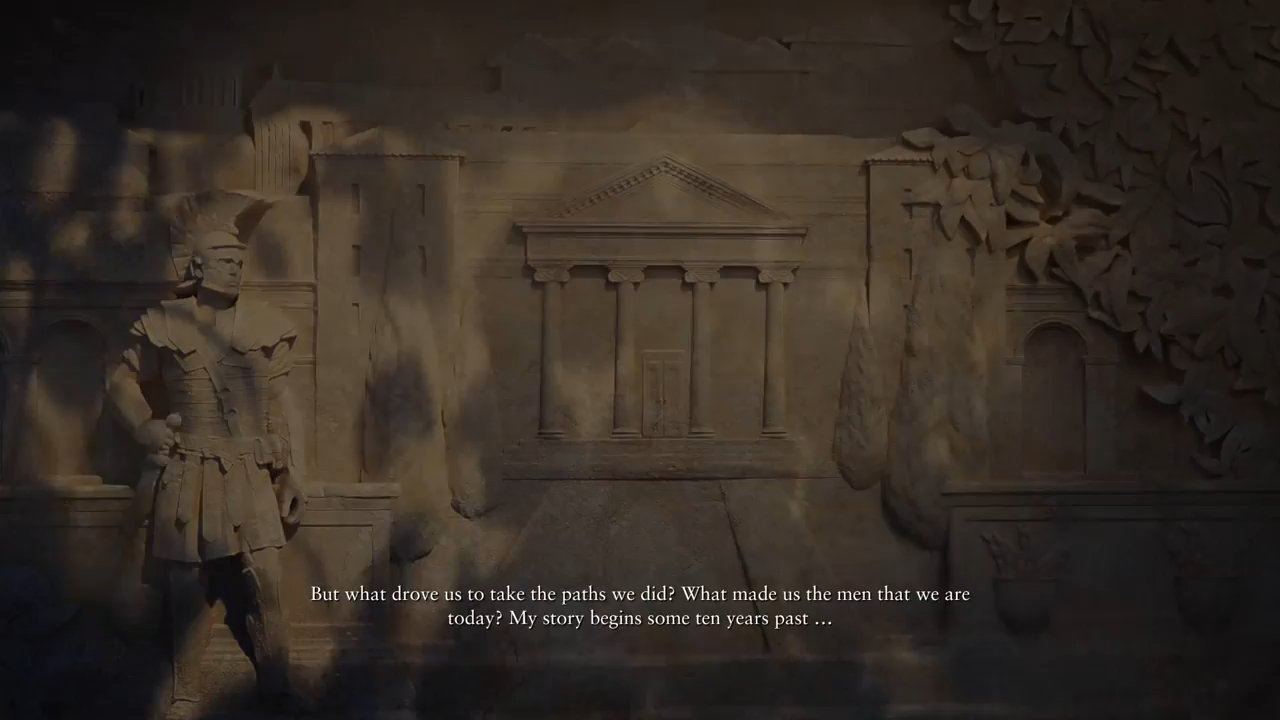 But what drove us to take the paths we did? What made us the men that we are
today? My story begins some ten years past …